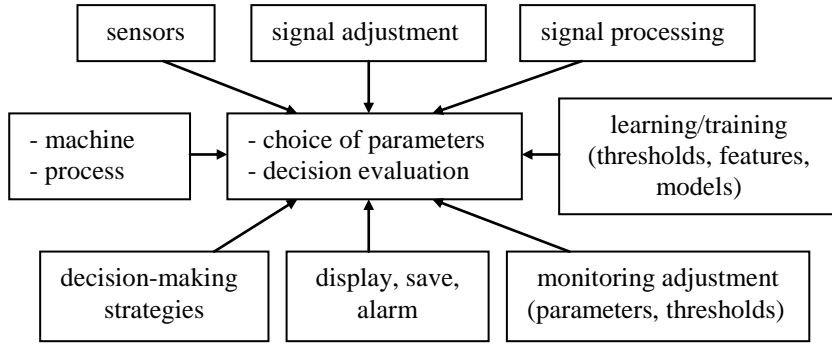 sensors
signal adjustment
signal processing
- machine
- process
- choice of parameters
- decision evaluation
learning/training
(thresholds, features,
models)
decision-making
strategies
display, save,
alarm
monitoring adjustment
(parameters, thresholds)